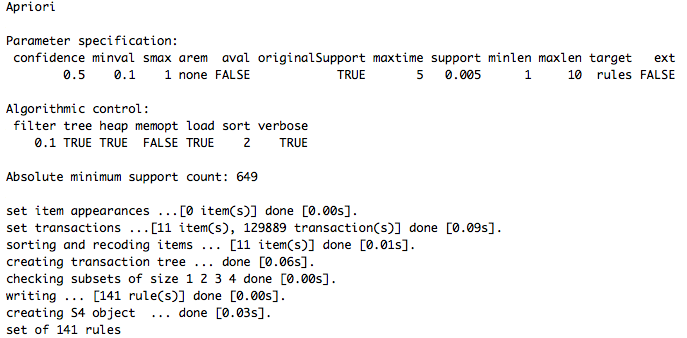 Apriori

Parameter specification:
 confidence minval smax arem  aval originalSupport maxtime support minlen maxlen target   ext
        0.5    0.1    1 none FALSE            TRUE       5   0.005      1     10  rules FALSE

Algorithmic control:
 filter tree heap memopt load sort verbose
    0.1 TRUE TRUE  FALSE TRUE    2    TRUE

Absolute minimum support count: 649

set item appearances ...[0 item(s)] done [0.00s].
set transactions ...[11 item(s), 129889 transaction(s)] done [0.09s].
sorting and recoding items ... [11 item(s)] done [0.01s].
creating transaction tree ... done [0.06s].
checking subsets of size 1 2 3 4 done [0.00s].
writing ... [141 rule(s)] done [0.00s].
creating S4 object  ... done [0.03s].
set of 141 rules